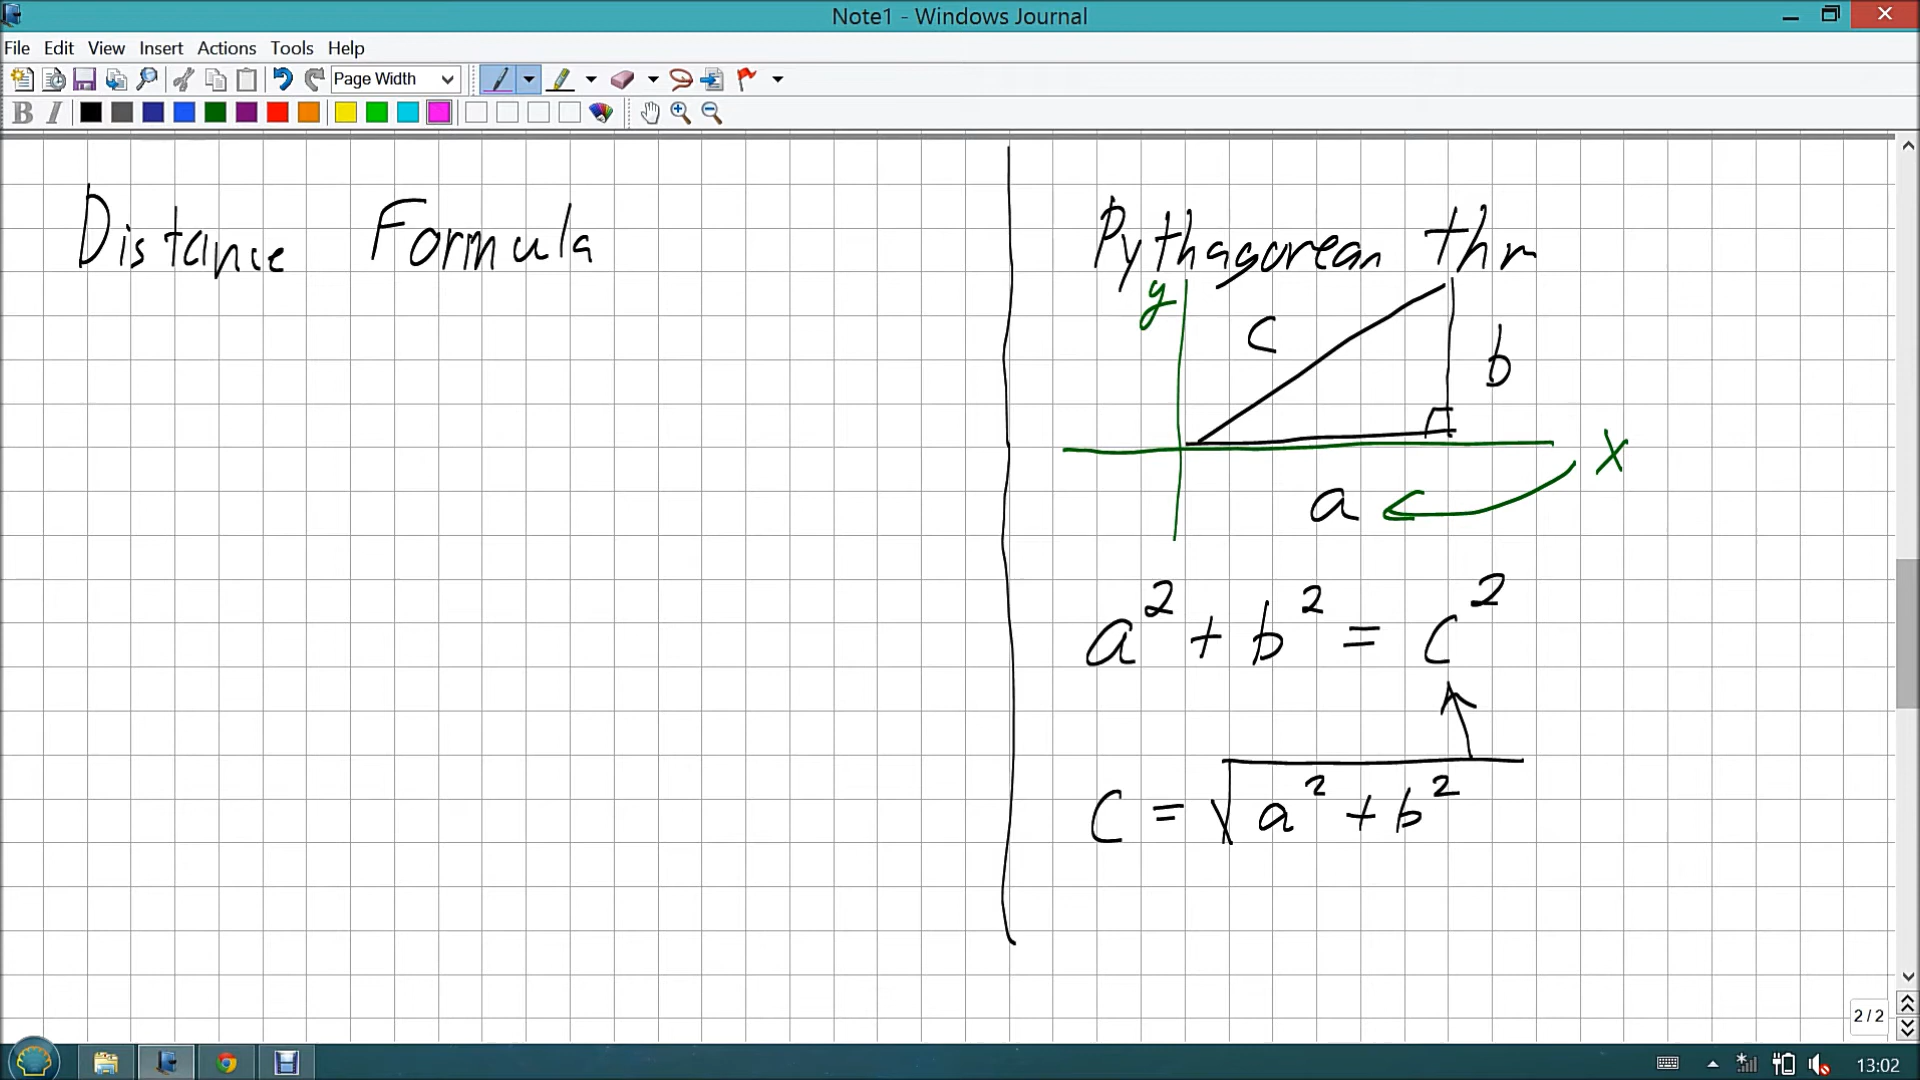 Note1 - Windows Journal
File Edit View Insert Actions Tools Help
Page Width
B I
Distance Formula
Pythagorean thm
y
c
b
x
a
a² + b² = c²
c = √a² + b²
2 / 2
13:02